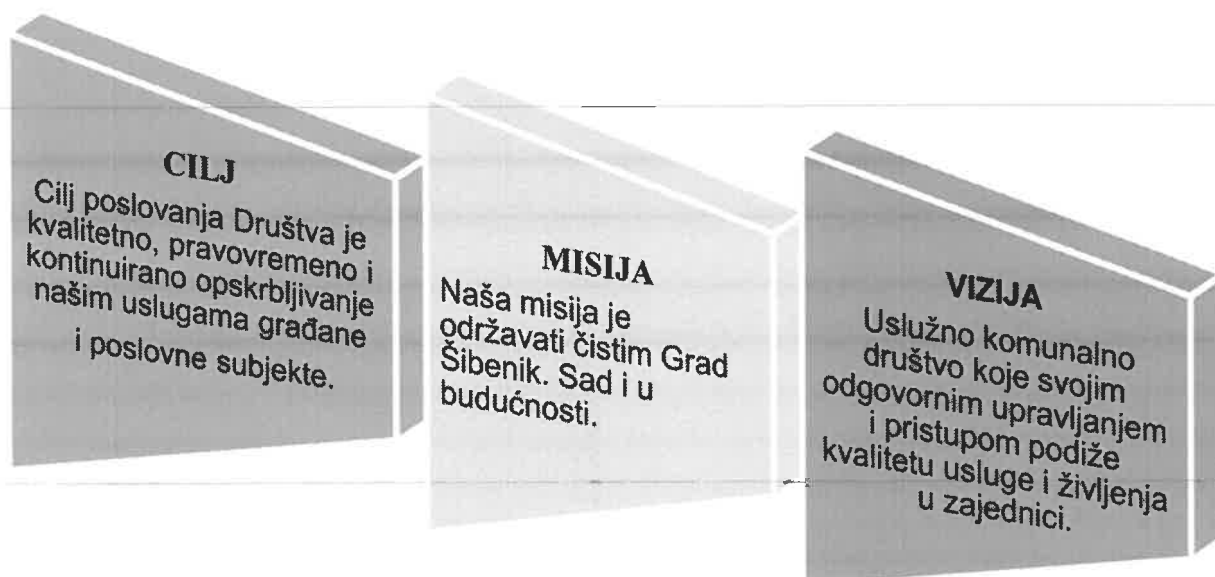 CILJ
Cilj poslovanja Društva je
kvalitetno, pravovremeno i
kontinuirano opskrbljivanje
našim uslugama građane
i poslovne subjekte.
MISIJA
Naša misija je
održavati čistim Grad
Šibenik. Sad i u
budućnosti.
VIZIJA
Uslužno komunalno
društvo koje svojim
odgovornim upravljanjem
i pristupom podiže
kvalitetu usluge i življenja
u zajednici.